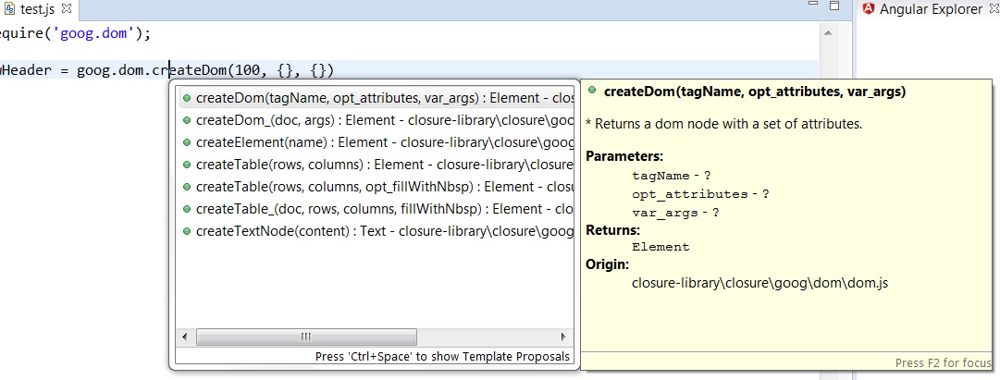 test.js
Angular Explorer
equire('goog.dom');
wHeader = goog.dom.createDom(100, {}, {})
createDom(tagName, opt_attributes, var_args) : Element - clos
createDom_(doc, args) : Element - closure-library\closure\goo
createElement(name) : Element - closure-library\closure\goog
createTable(rows, columns) : Element - closure-library\closure
createTable(rows, columns, opt_fillWithNbsp) : Element - closu
createTable_(doc, rows, columns, fillWithNbsp) : Element - clo
createTextNode(content) : Text - closure-library\closure\goog
Press 'Ctrl+Space' to show Template Proposals
createDom(tagName, opt_attributes, var_args)
* Returns a dom node with a set of attributes.
Parameters:
tagName - ?
opt_attributes - ?
var_args - ?
Returns:
Element
Origin:
closure-library\closure\goog\dom\dom.js
Press F2 for focus